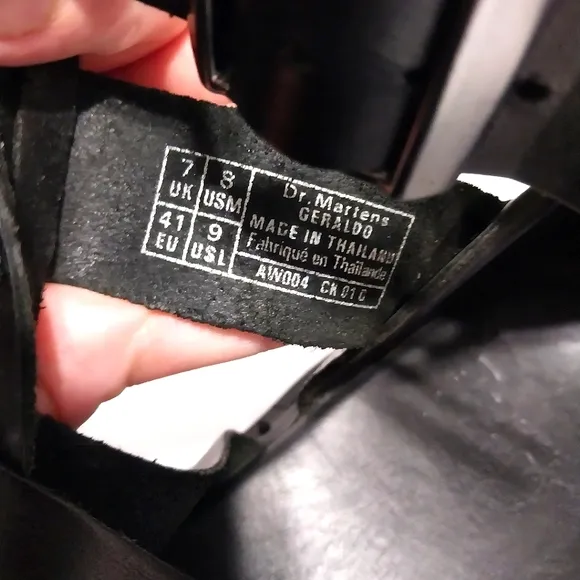 7 UK
8 USM
41 EU
9 USL
Dr. Martens
GERALDO
MADE IN THAILAND
Fabriqué en Thaïlande
AW004 CK 01 G